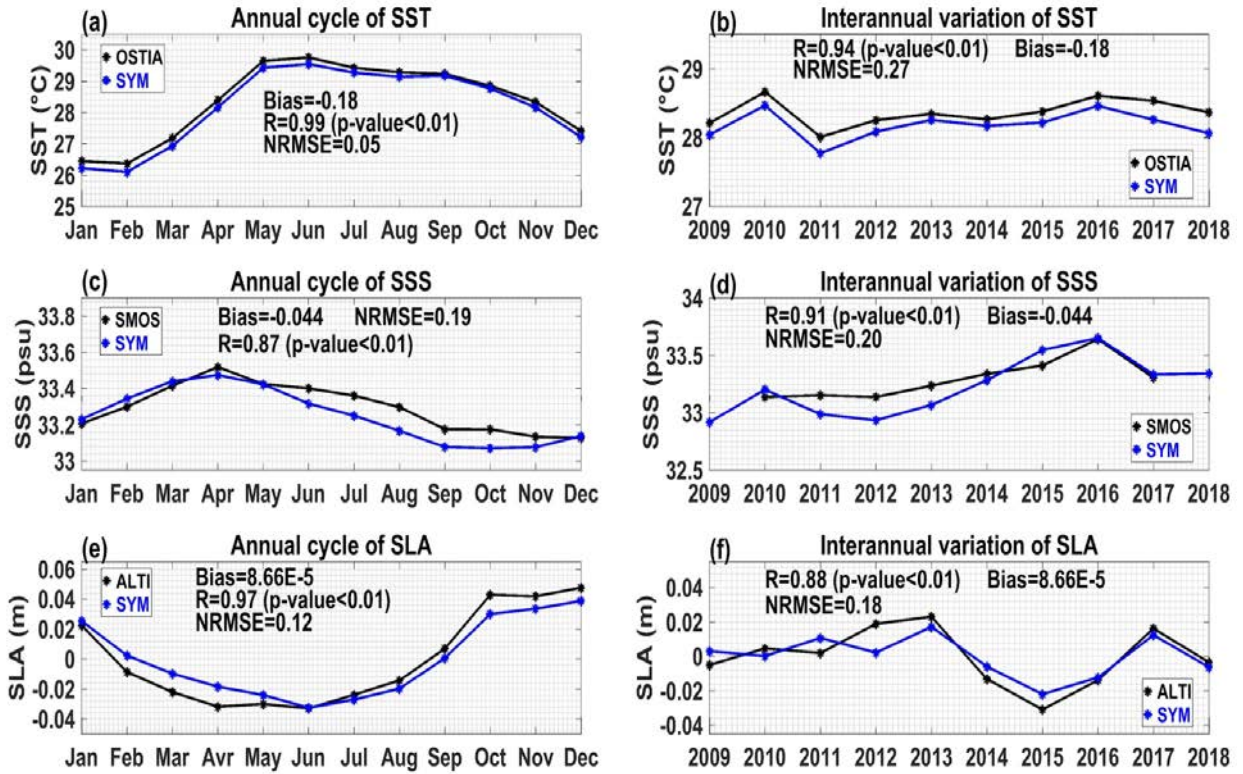 (a) Annual cycle of SST
SST (°C)
30
29
28
27
26
25
OSTIA
SYM
Bias=-0.18
R=0.99 (p-value<0.01)
NRMSE=0.05
Jan Feb Mar Apr May Jun Jul Aug Sep Oct Nov Dec
(b) Interannual variation of SST
SST (°C)
29
28
27
R=0.94 (p-value<0.01) Bias=-0.18
NRMSE=0.27
OSTIA
SYM
2009 2010 2011 2012 2013 2014 2015 2016 2017 2018
(c) Annual cycle of SSS
SSS (psu)
33.8
33.6
33.4
33.2
33
SMOS
SYM
Bias=-0.044 NRMSE=0.19
R=0.87 (p-value<0.01)
Jan Feb Mar Apr May Jun Jul Aug Sep Oct Nov Dec
(d) Interannual variation of SSS
SSS (psu)
34
33.5
33
32.5
R=0.91 (p-value<0.01) Bias=-0.044
NRMSE=0.20
SMOS
SYM
2009 2010 2011 2012 2013 2014 2015 2016 2017 2018
(e) Annual cycle of SLA
SLA (m)
0.06
0.04
0.02
0
-0.02
-0.04
ALTI
SYM
Bias=8.66E-5
R=0.97 (p-value<0.01)
NRMSE=0.12
Jan Feb Mar Apr May Jun Jul Aug Sep Oct Nov Dec
(f) Interannual variation of SLA
SLA (m)
0.04
0.02
0
-0.02
-0.04
R=0.88 (p-value<0.01) Bias=8.66E-5
NRMSE=0.18
ALTI
SYM
2009 2010 2011 2012 2013 2014 2015 2016 2017 2018